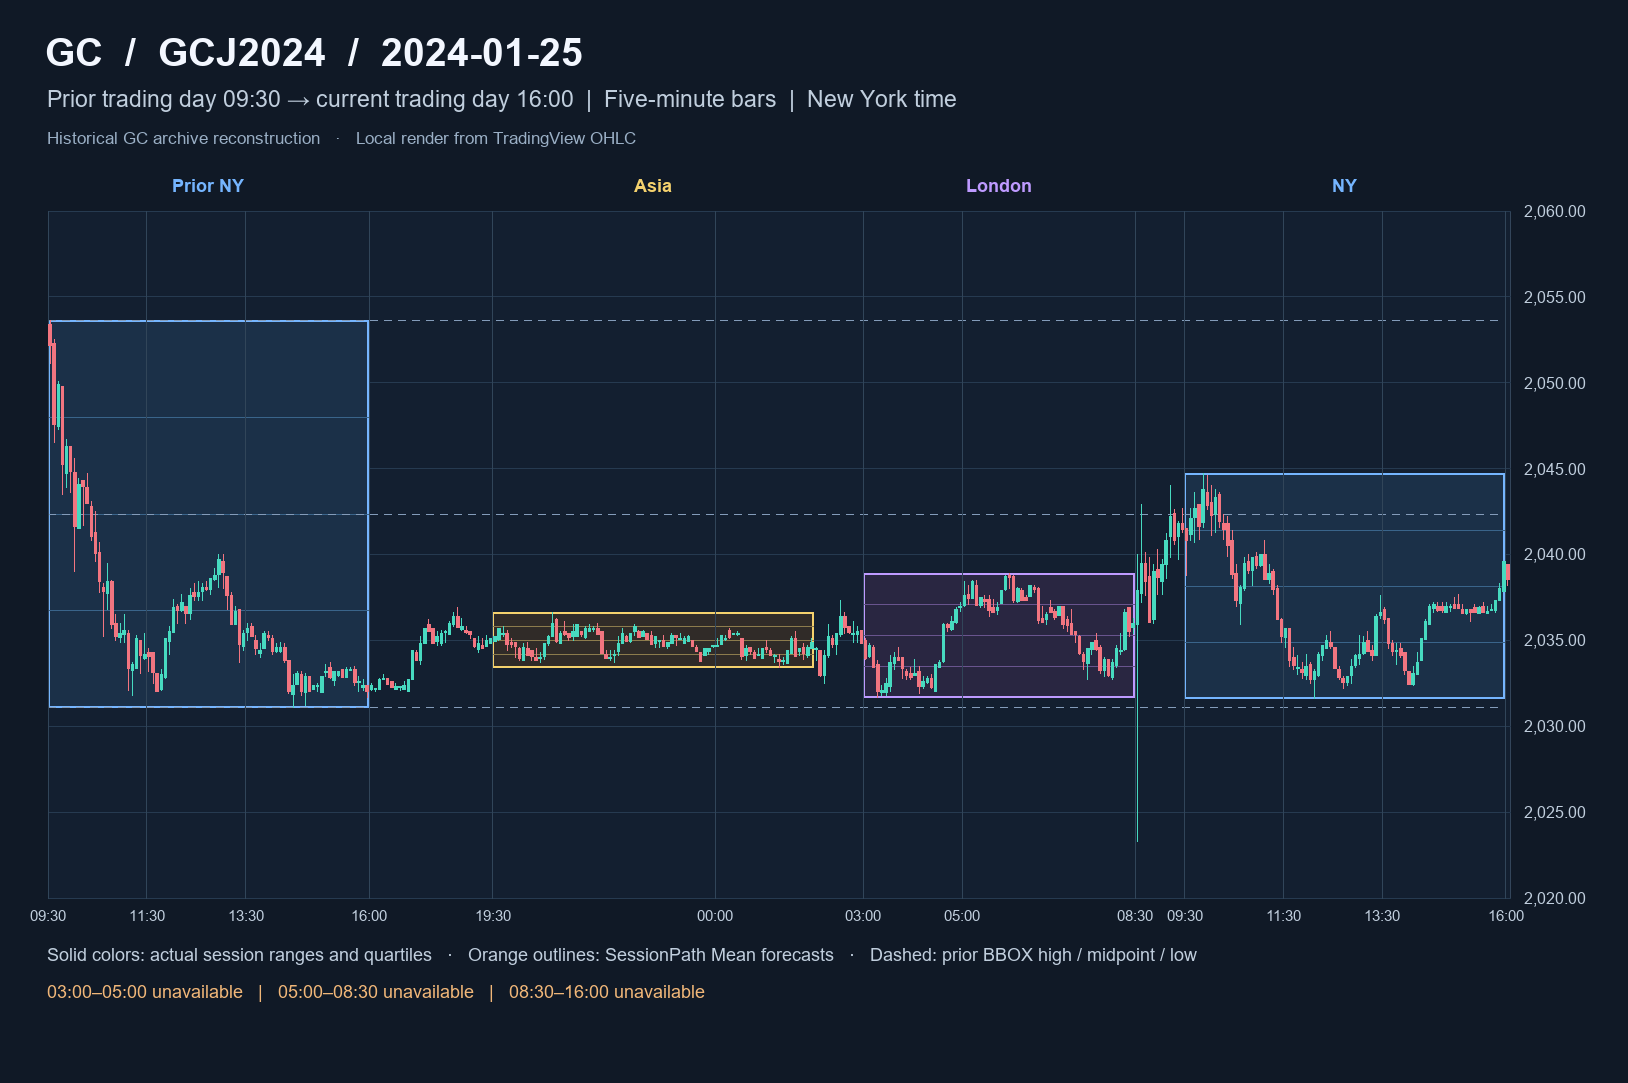 GC / GCJ2024 / 2024-01-25
Prior trading day 09:30 → current trading day 16:00 | Five-minute bars | New York time
Historical GC archive reconstruction · Local render from TradingView OHLC
Prior NY
Asia
London
NY
2,060.00
2,055.00
2,050.00
2,045.00
2,040.00
2,035.00
2,030.00
2,025.00
2,020.00
09:30 11:30 13:30 16:00 19:30 00:00 03:00 05:00 08:30 09:30 11:30 13:30 16:00
Solid colors: actual session ranges and quartiles · Orange outlines: SessionPath Mean forecasts · Dashed: prior BBOX high / midpoint / low
03:00–05:00 unavailable | 05:00–08:30 unavailable | 08:30–16:00 unavailable